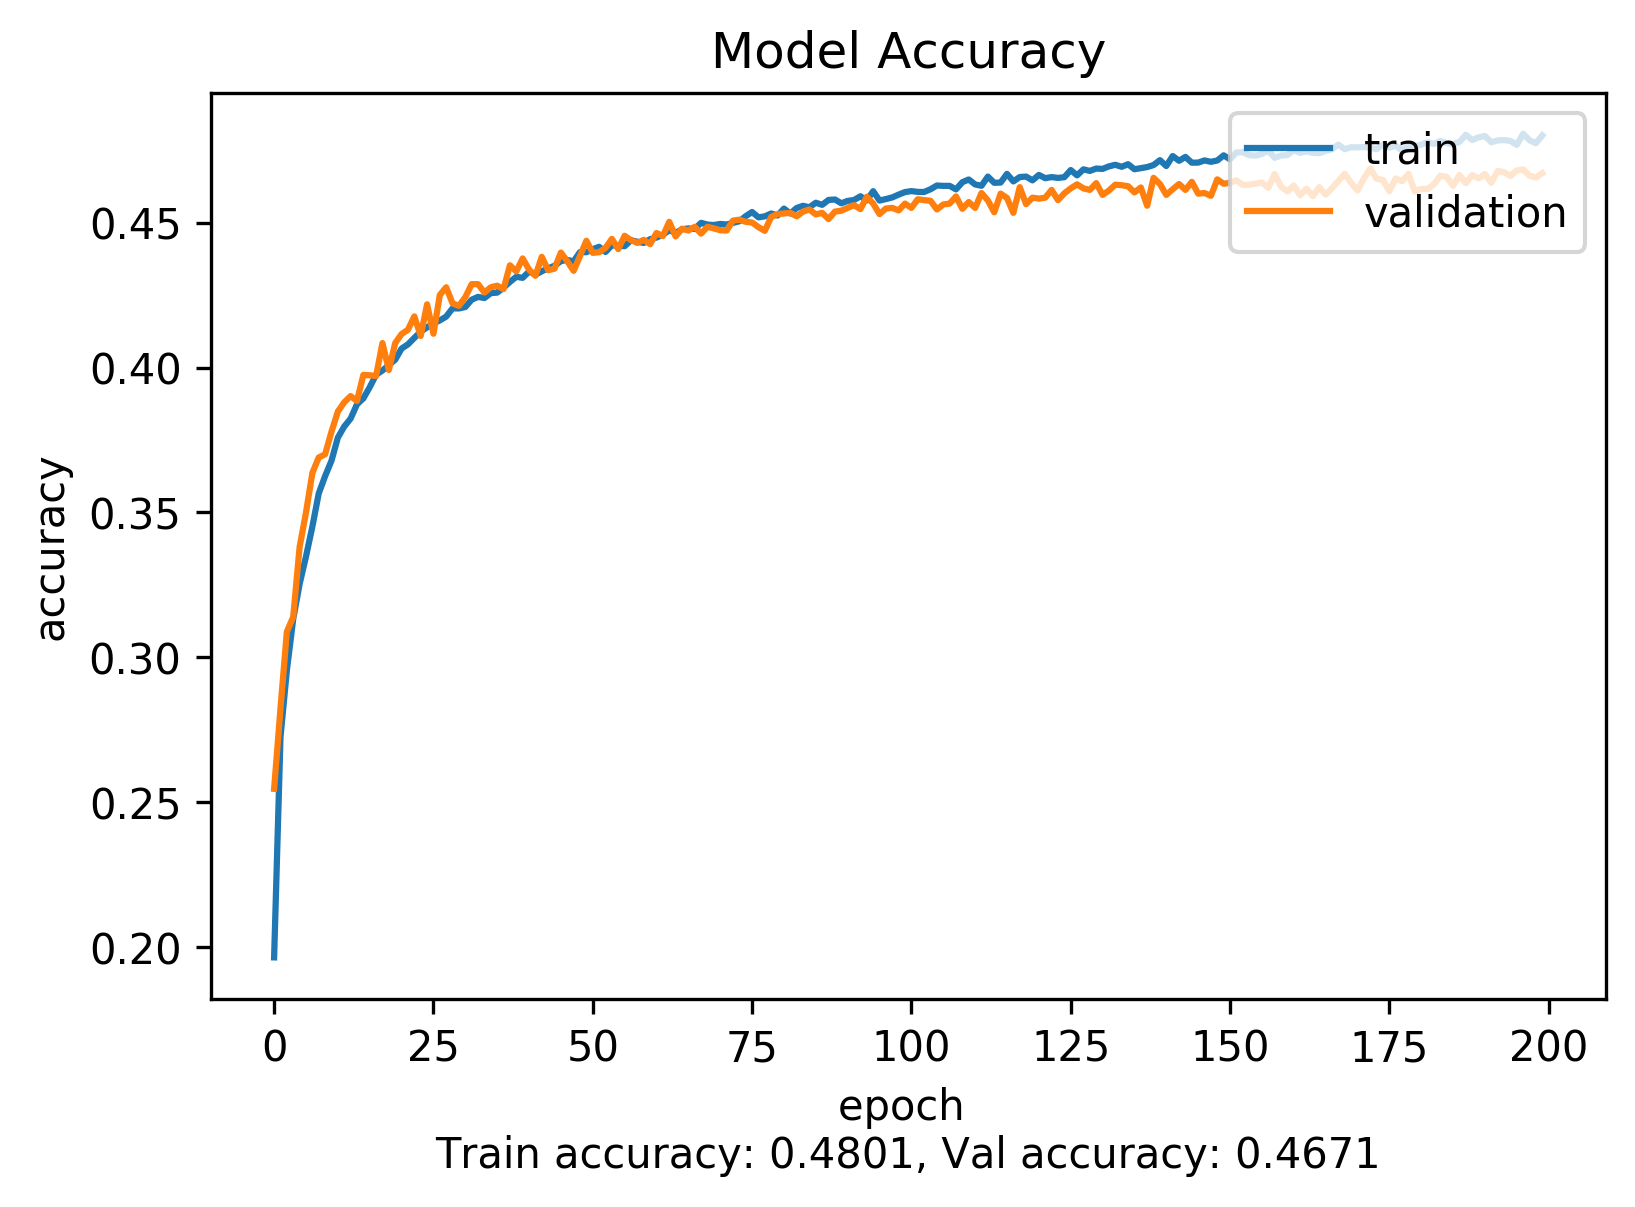 Model Accuracy
train
validation
accuracy
0.45
0.40
0.35
0.30
0.25
0.20
0 25 50 75 100 125 150 175 200
epoch
Train accuracy: 0.4801, Val accuracy: 0.4671